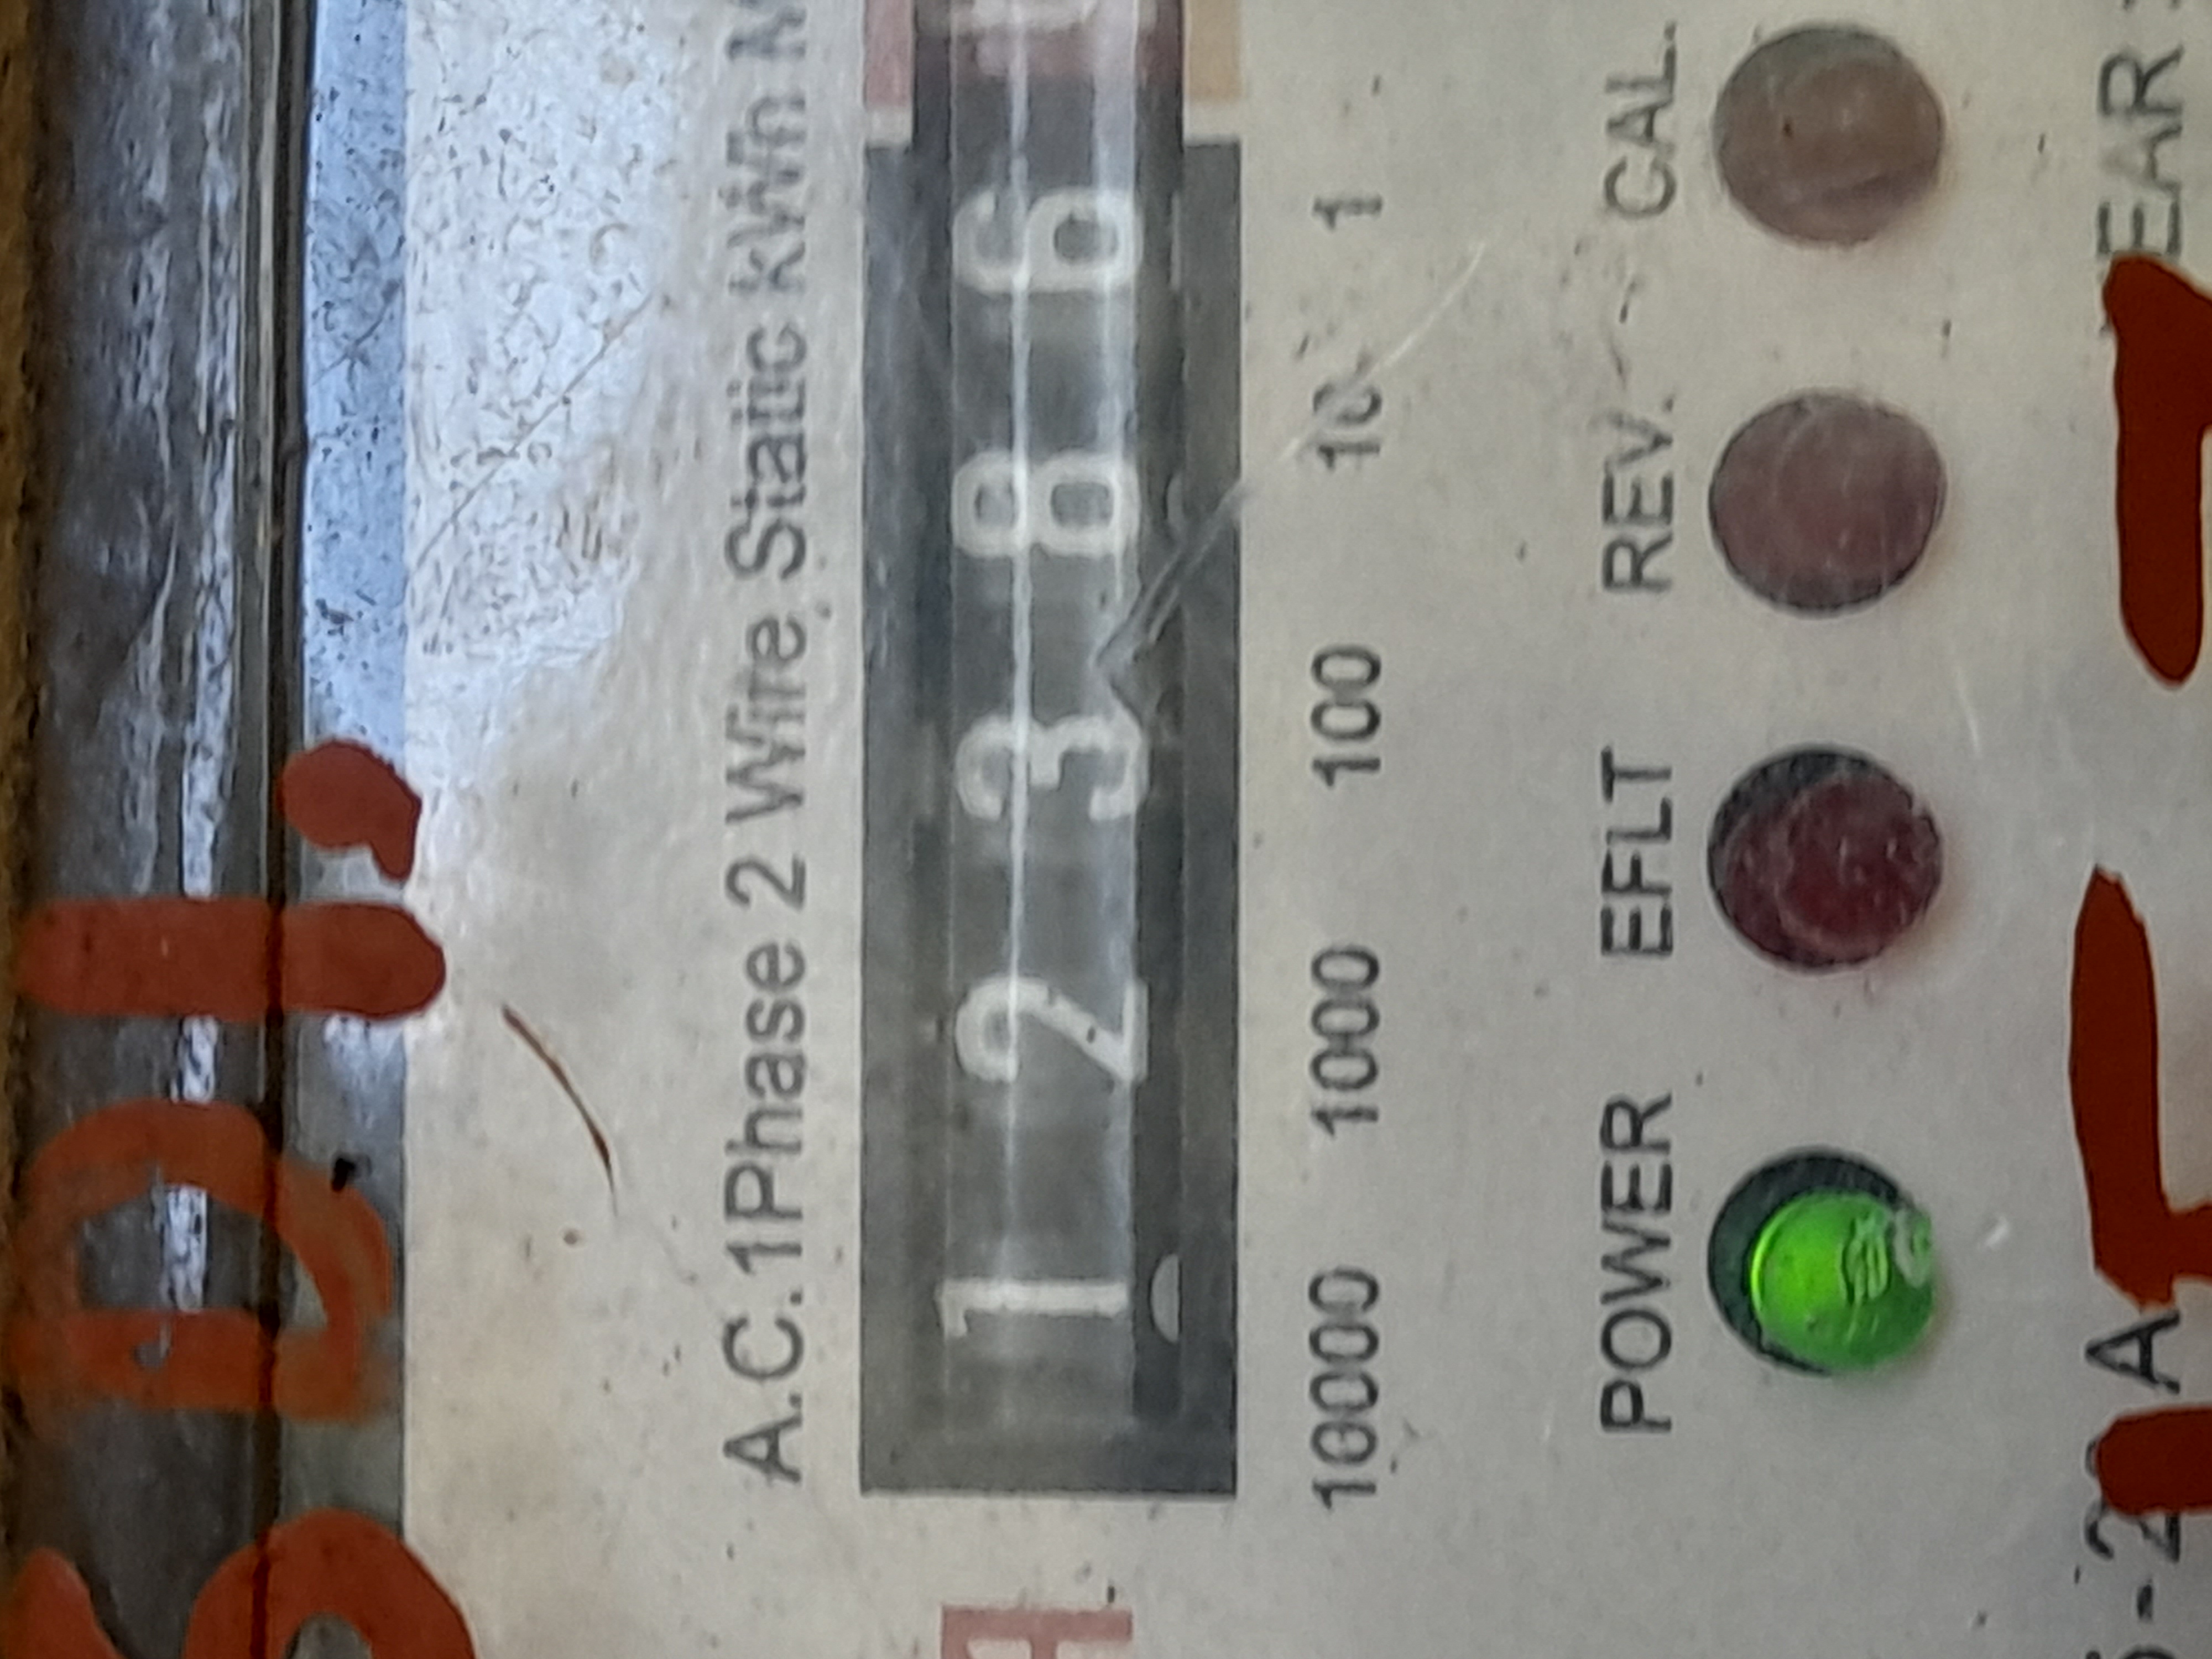 A.C.1Phase 2 Wire Static kWh
1 2 3 8 6
10000 1000 100 10 1
POWER EFLT REV. CAL.
A EAR